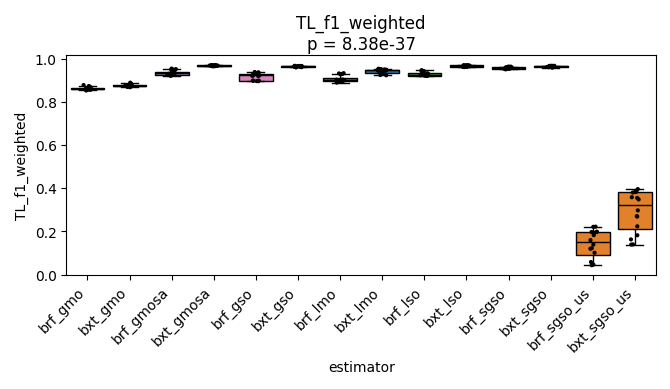 TL_f1_weighted
p = 8.38e-37
TL_f1_weighted
1.0
0.8
0.6
0.4
0.2
0.0
brf_gmo
bxt_gmo
brf_gmosa
bxt_gmosa
brf_gso
bxt_gso
brf_lmo
bxt_lmo
brf_lso
bxt_lso
brf_sgso
bxt_sgso
brf_sgso_us
bxt_sgso_us
estimator